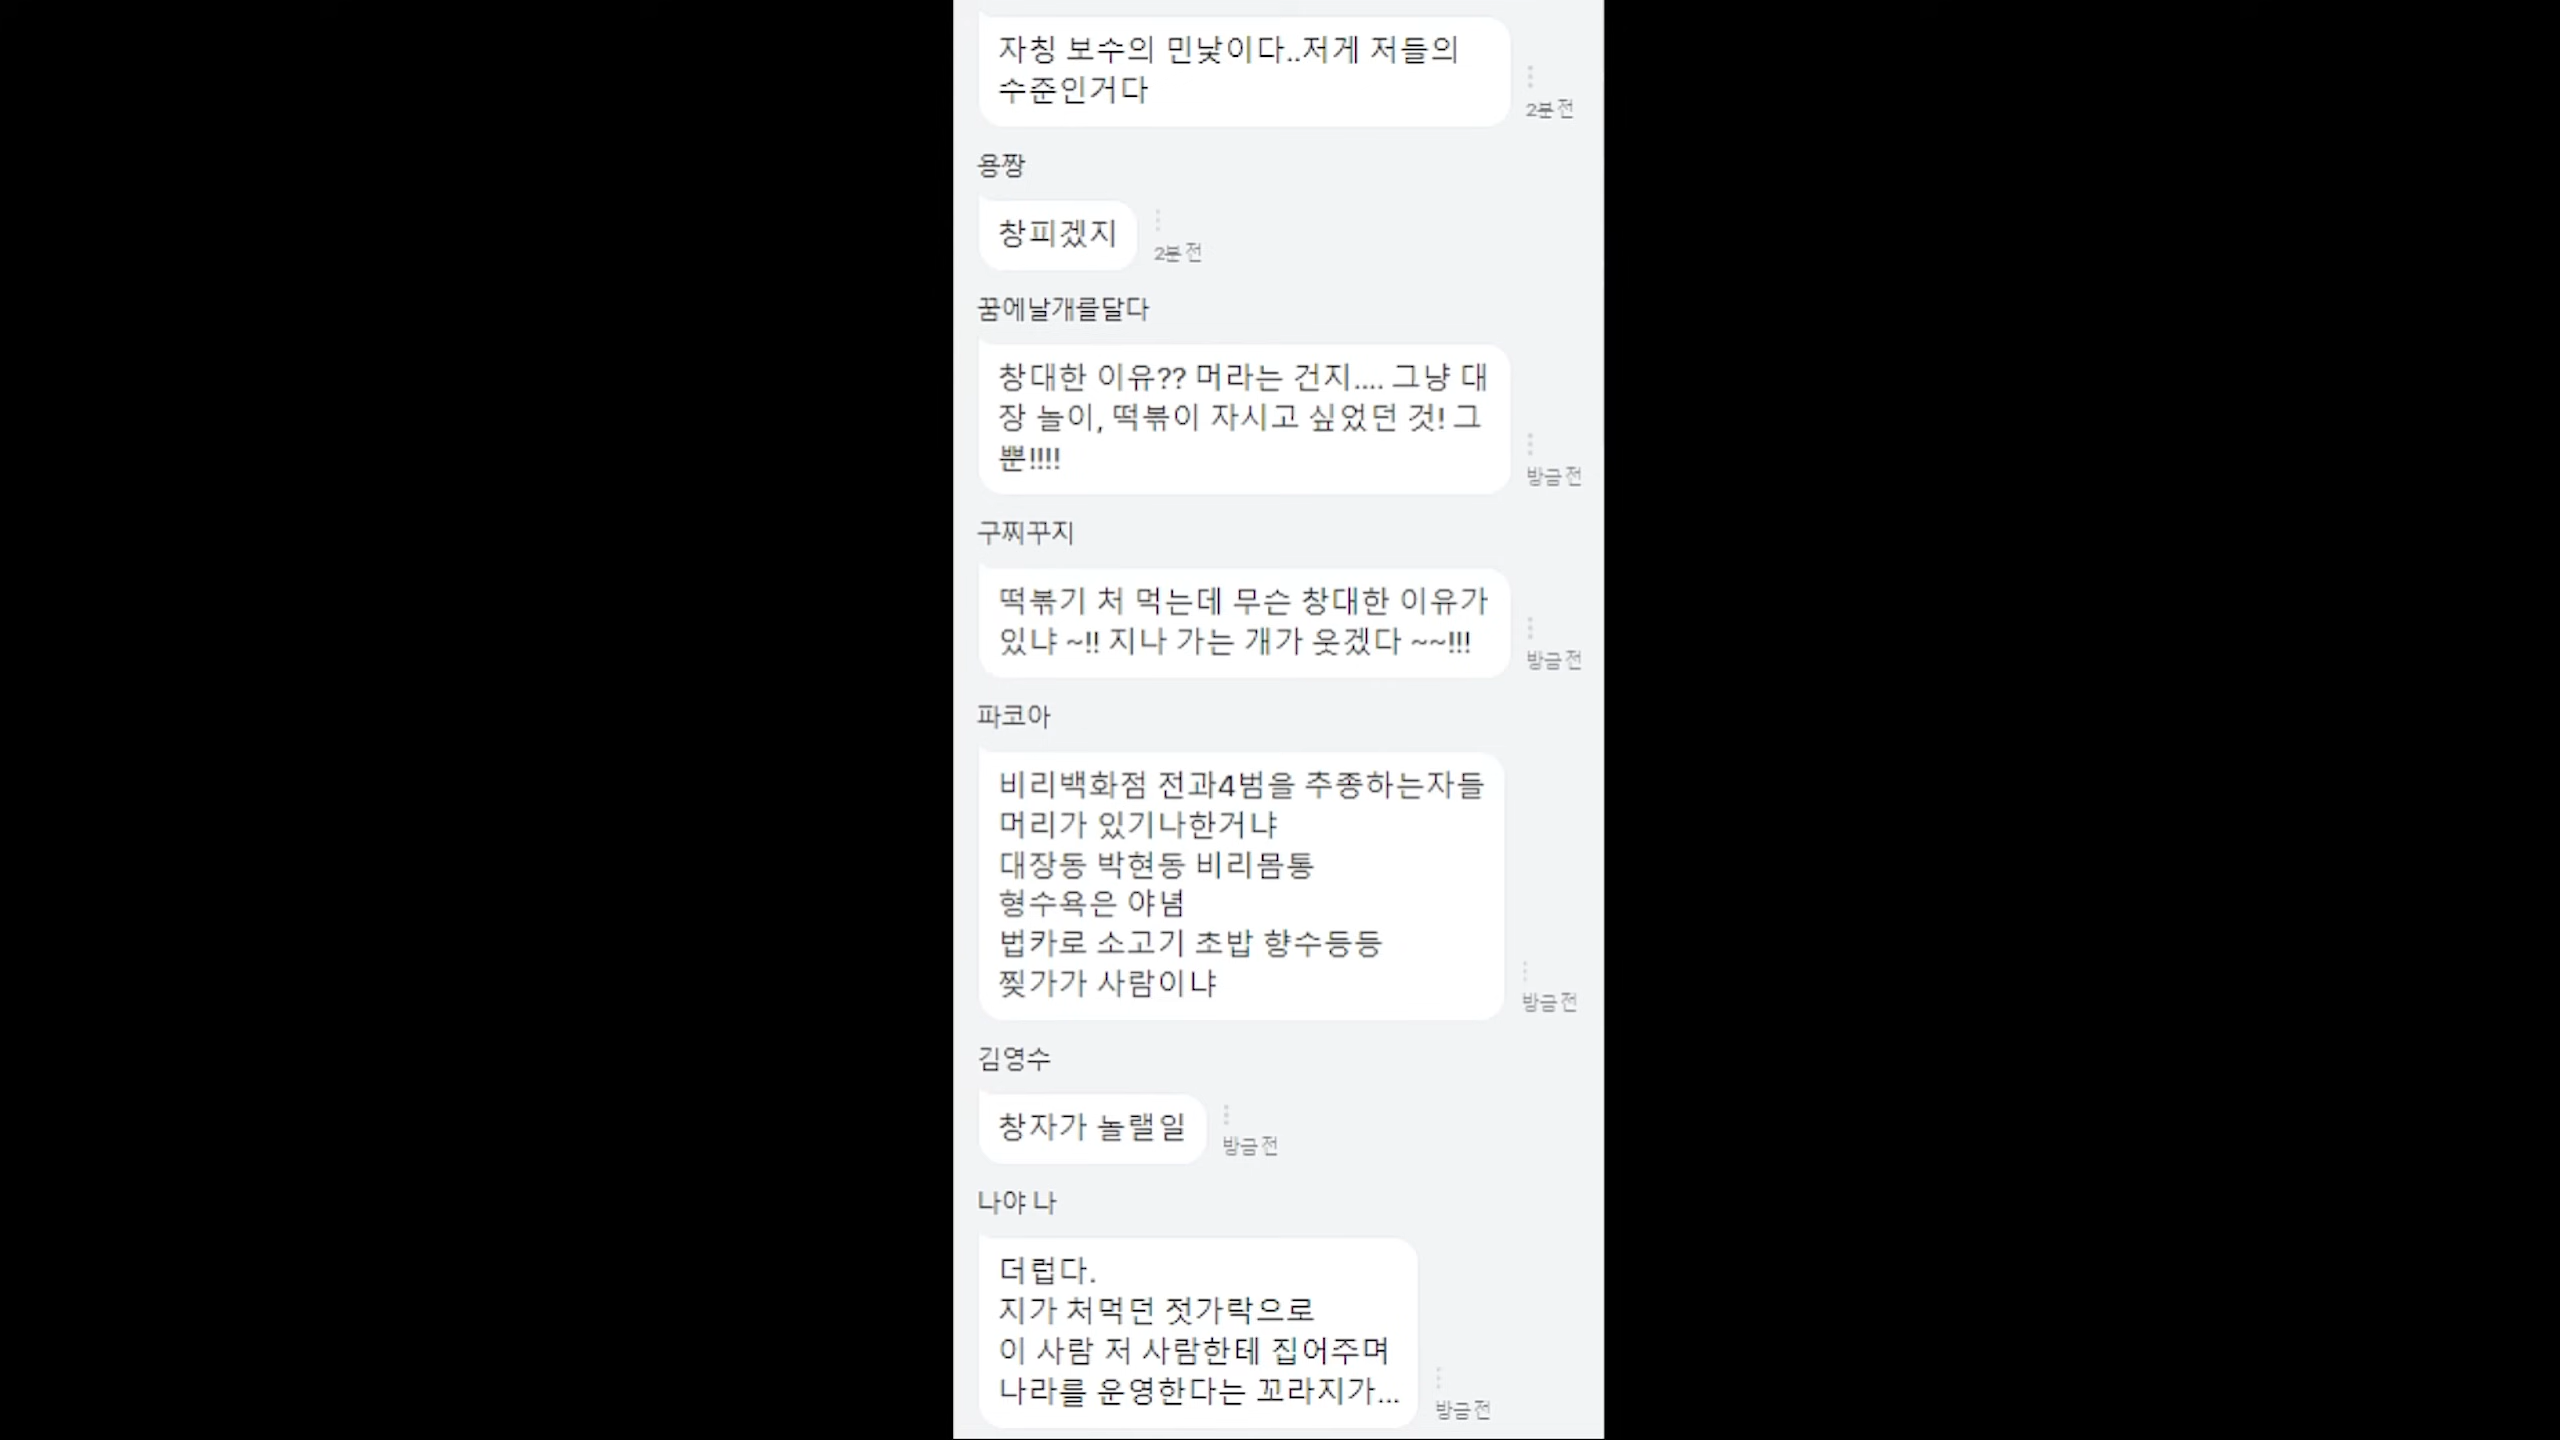 자칭 보수의 민낯이다..저게 저들의
수준인거다
2분 전
용짱
창피겠지
2분 전
꿈에날개를달다
창대한 이유?? 머라는 건지.... 그냥 대
장 놀이, 떡볶이 자시고 싶었던 것! 그
뿐!!!!
방금 전
구찌꾸지
떡볶기 처 먹는데 무슨 창대한 이유가
있냐 ~!! 지나 가는 개가 웃겠다 ~~!!!
방금 전
파코아
비리백화점 전과4범을 추종하는자들
머리가 있기나한거냐
대장동 박현동 비리몸통
형수욕은 야념
법카로 소고기 초밥 향수등등
찢가가 사람이냐
방금 전
김영수
창자가 놀랠일
방금 전
나야 나
더럽다.
지가 처먹던 젓가락으로
이 사람 저 사람한테 집어주며
나라를 운영한다는 꼬라지가...
방금 전